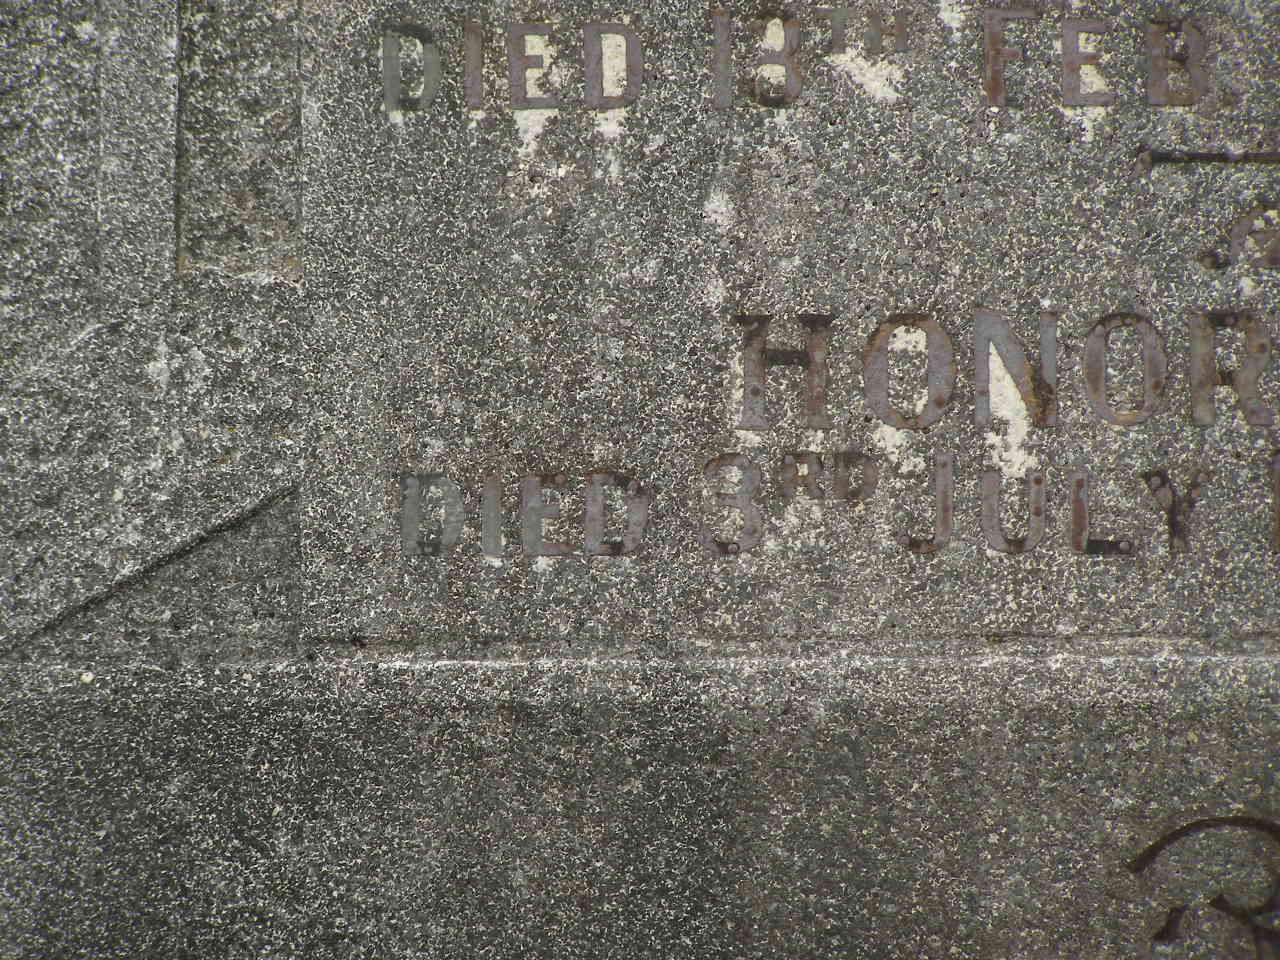 DIED 18TH FEB
HONOR
DIED 3RD JULY